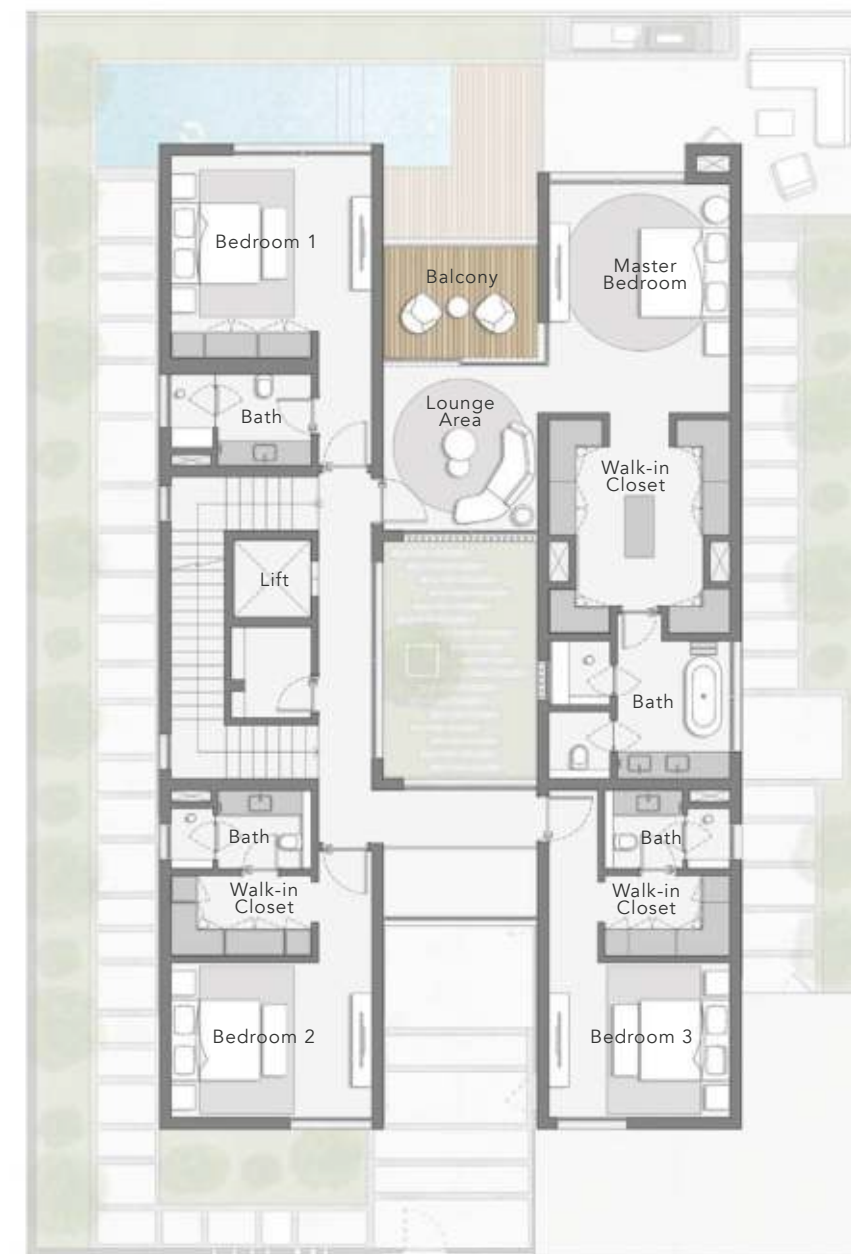 Bedroom 1
Balcony
Master
Bedroom
Bath
Lounge
Area
Walk-in
Closet
Lift
Bath
Bath
Bath
Walk-in
Closet
Walk-in
Closet
Bedroom 2
Bedroom 3